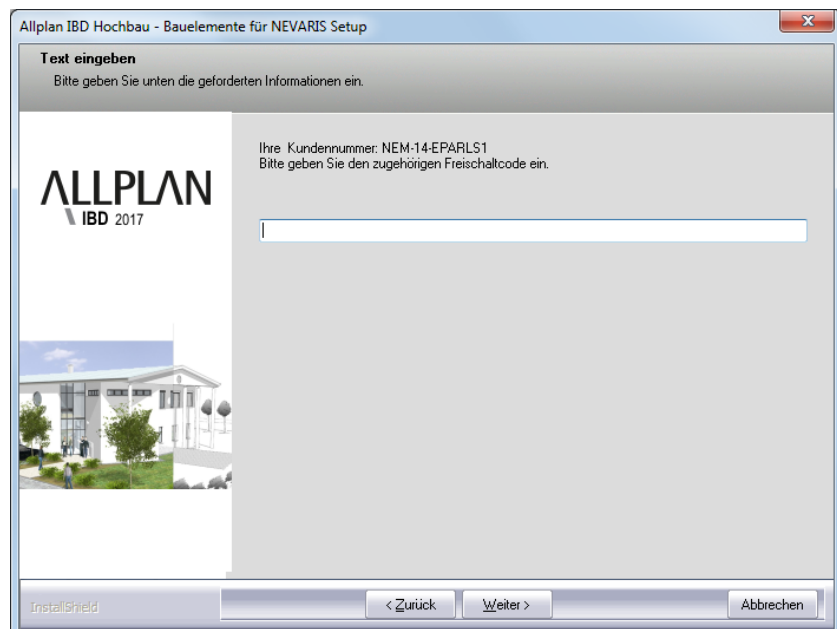 Allplan IBD Hochbau - Bauelemente für NEVARIS Setup
Text eingeben
Bitte geben Sie unten die geforderten Informationen ein.
ALLPLAN
IBD 2017
Ihre Kundennummer: NEM-14-EPARLS1
Bitte geben Sie den zugehörigen Freischaltcode ein.
InstallShield
< Zurück
Weiter >
Abbrechen